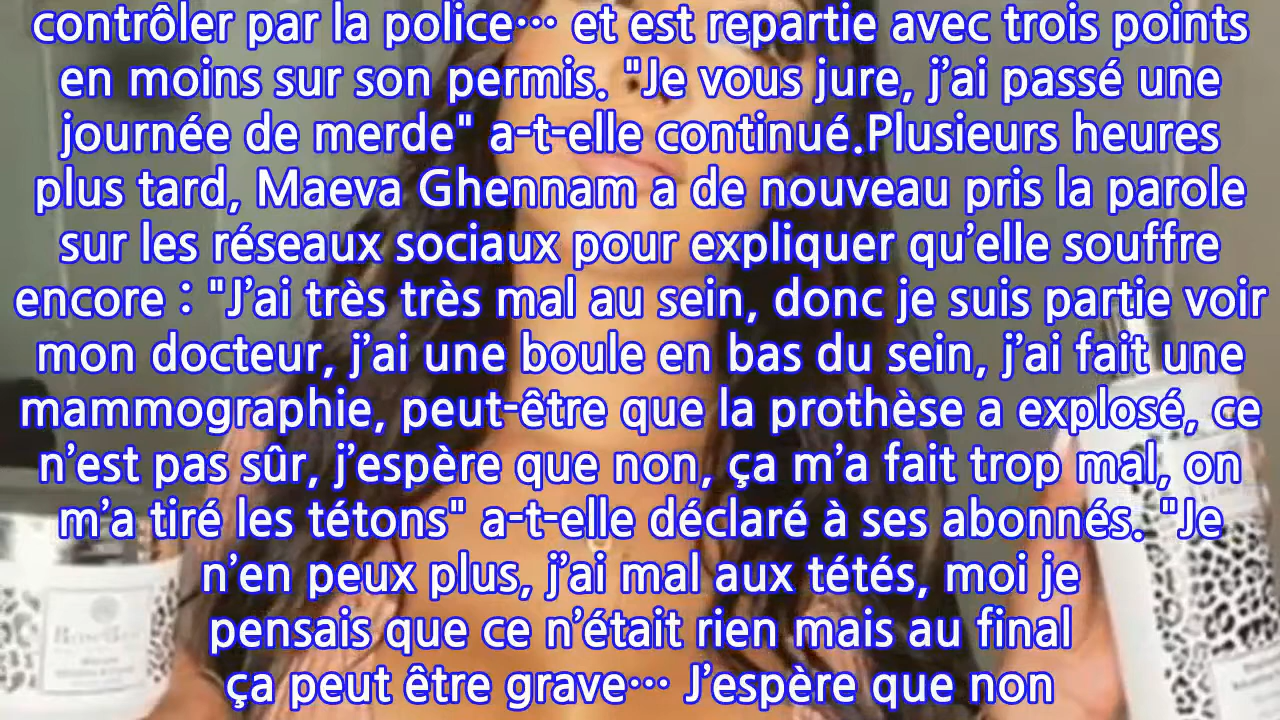 contrôler par la police… et est repartie avec trois points
en moins sur son permis. "Je vous jure, j’ai passé une
journée de merde" a-t-elle continué.Plusieurs heures
plus tard, Maeva Ghennam a de nouveau pris la parole
sur les réseaux sociaux pour expliquer qu’elle souffre
encore : "J’ai très très mal au sein, donc je suis partie voir
mon docteur, j’ai une boule en bas du sein, j’ai fait une
mammographie, peut-être que la prothèse a explosé, ce
n’est pas sûr, j’espère que non, ça m’a fait trop mal, on
m’a tiré les tétons" a-t-elle déclaré à ses abonnés. "Je
n’en peux plus, j’ai mal aux tétés, moi je
pensais que ce n’était rien mais au final
ça peut être grave… J’espère que non